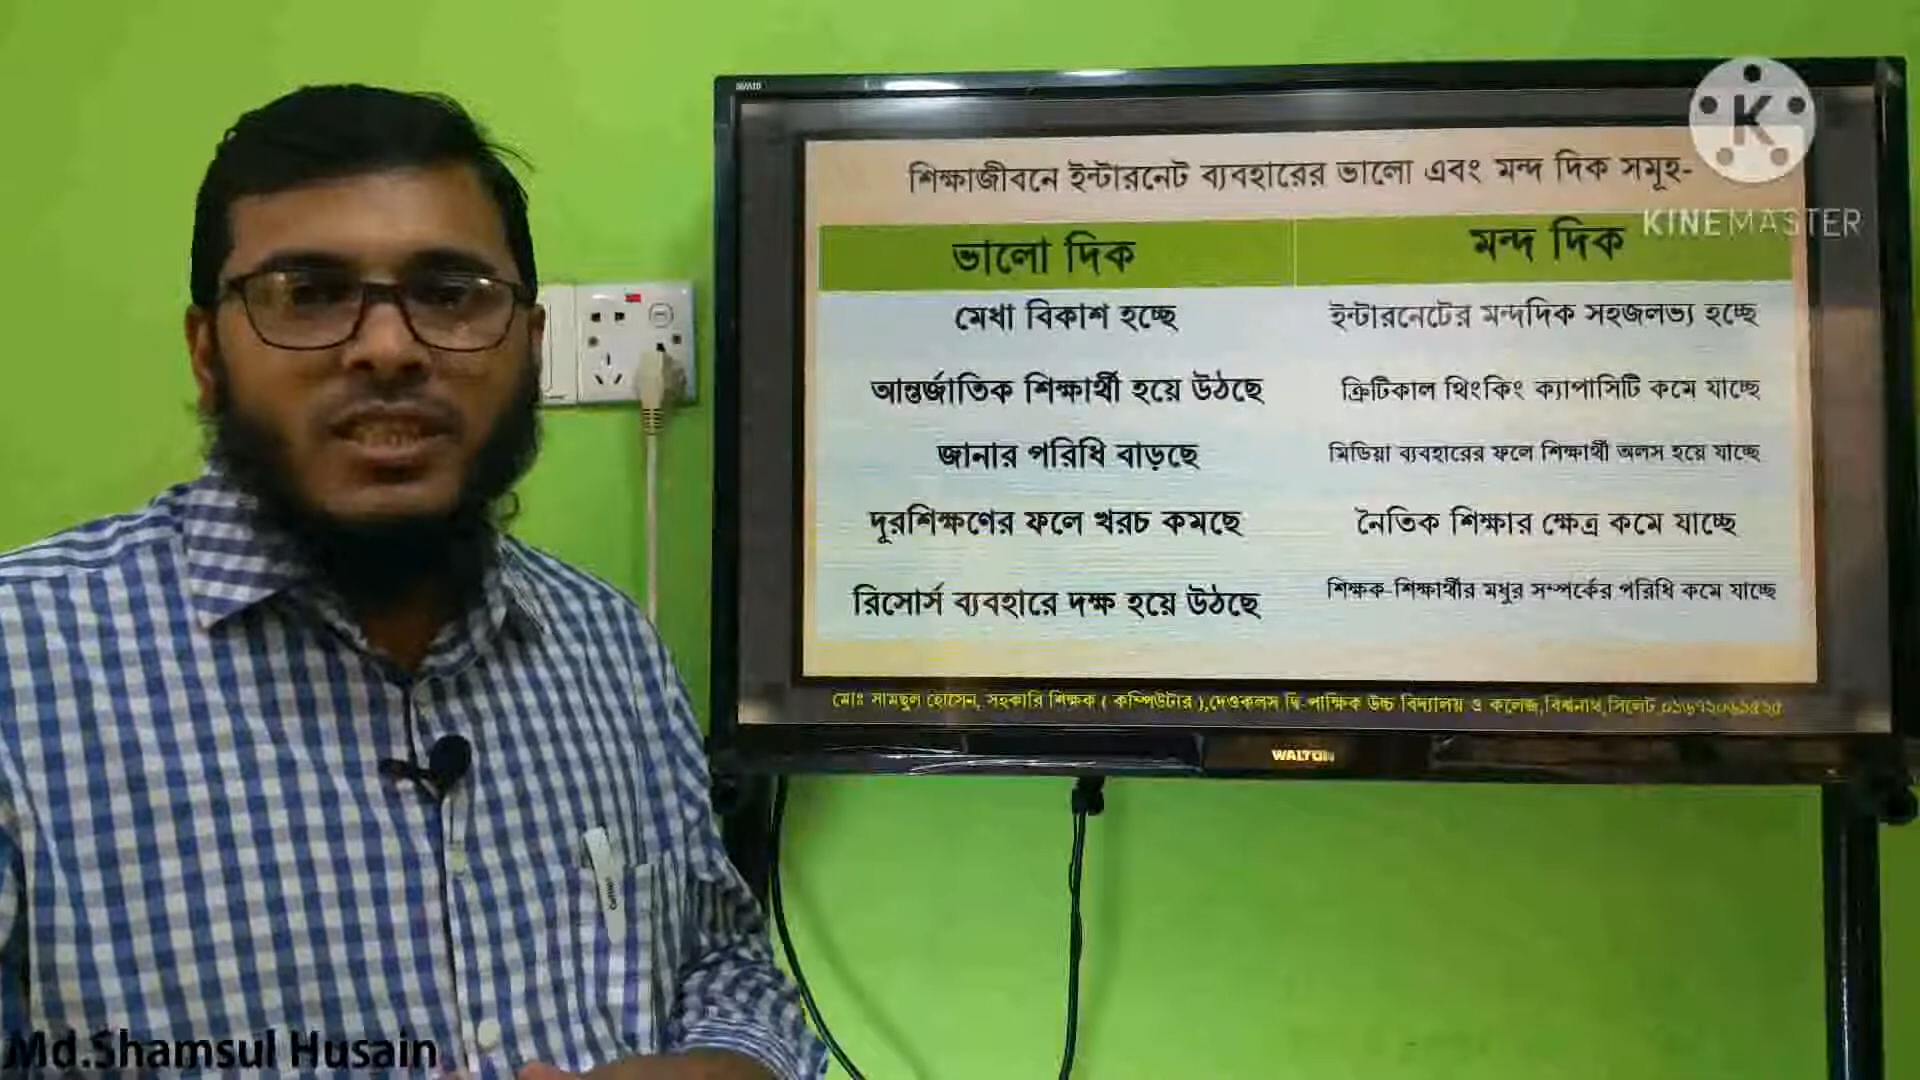 শিক্ষাজীবনে ইন্টারনেট ব্যবহারের ভালো এবং মন্দ দিক সমূহ-
KINEMASTER
ভালো দিক
মন্দ দিক
মেধা বিকাশ হচ্ছে
ইন্টারনেটের মন্দদিক সহজলভ্য হচ্ছে
আন্তর্জাতিক শিক্ষার্থী হয়ে উঠছে
ক্রিটিকাল থিংকিং ক্যাপাসিটি কমে যাচ্ছে
জানার পরিধি বাড়ছে
মিডিয়া ব্যবহারের ফলে শিক্ষার্থী অলস হয়ে যাচ্ছে
দূরশিক্ষণের ফলে খরচ কমছে
নৈতিক শিক্ষার ক্ষেত্র কমে যাচ্ছে
রিসোর্স ব্যবহারে দক্ষ হয়ে উঠছে
শিক্ষক-শিক্ষার্থীর মধুর সম্পর্কের পরিধি কমে যাচ্ছে
মোঃ সামছুল হোসেন, সহকারি শিক্ষক ( কম্পিউটার ),দেওকলস দ্বি-পাক্ষিক উচ্চ বিদ্যালয় ও কলেজ,বিশ্বনাথ,সিলেট
WALTON
Md.Shamsul Husain